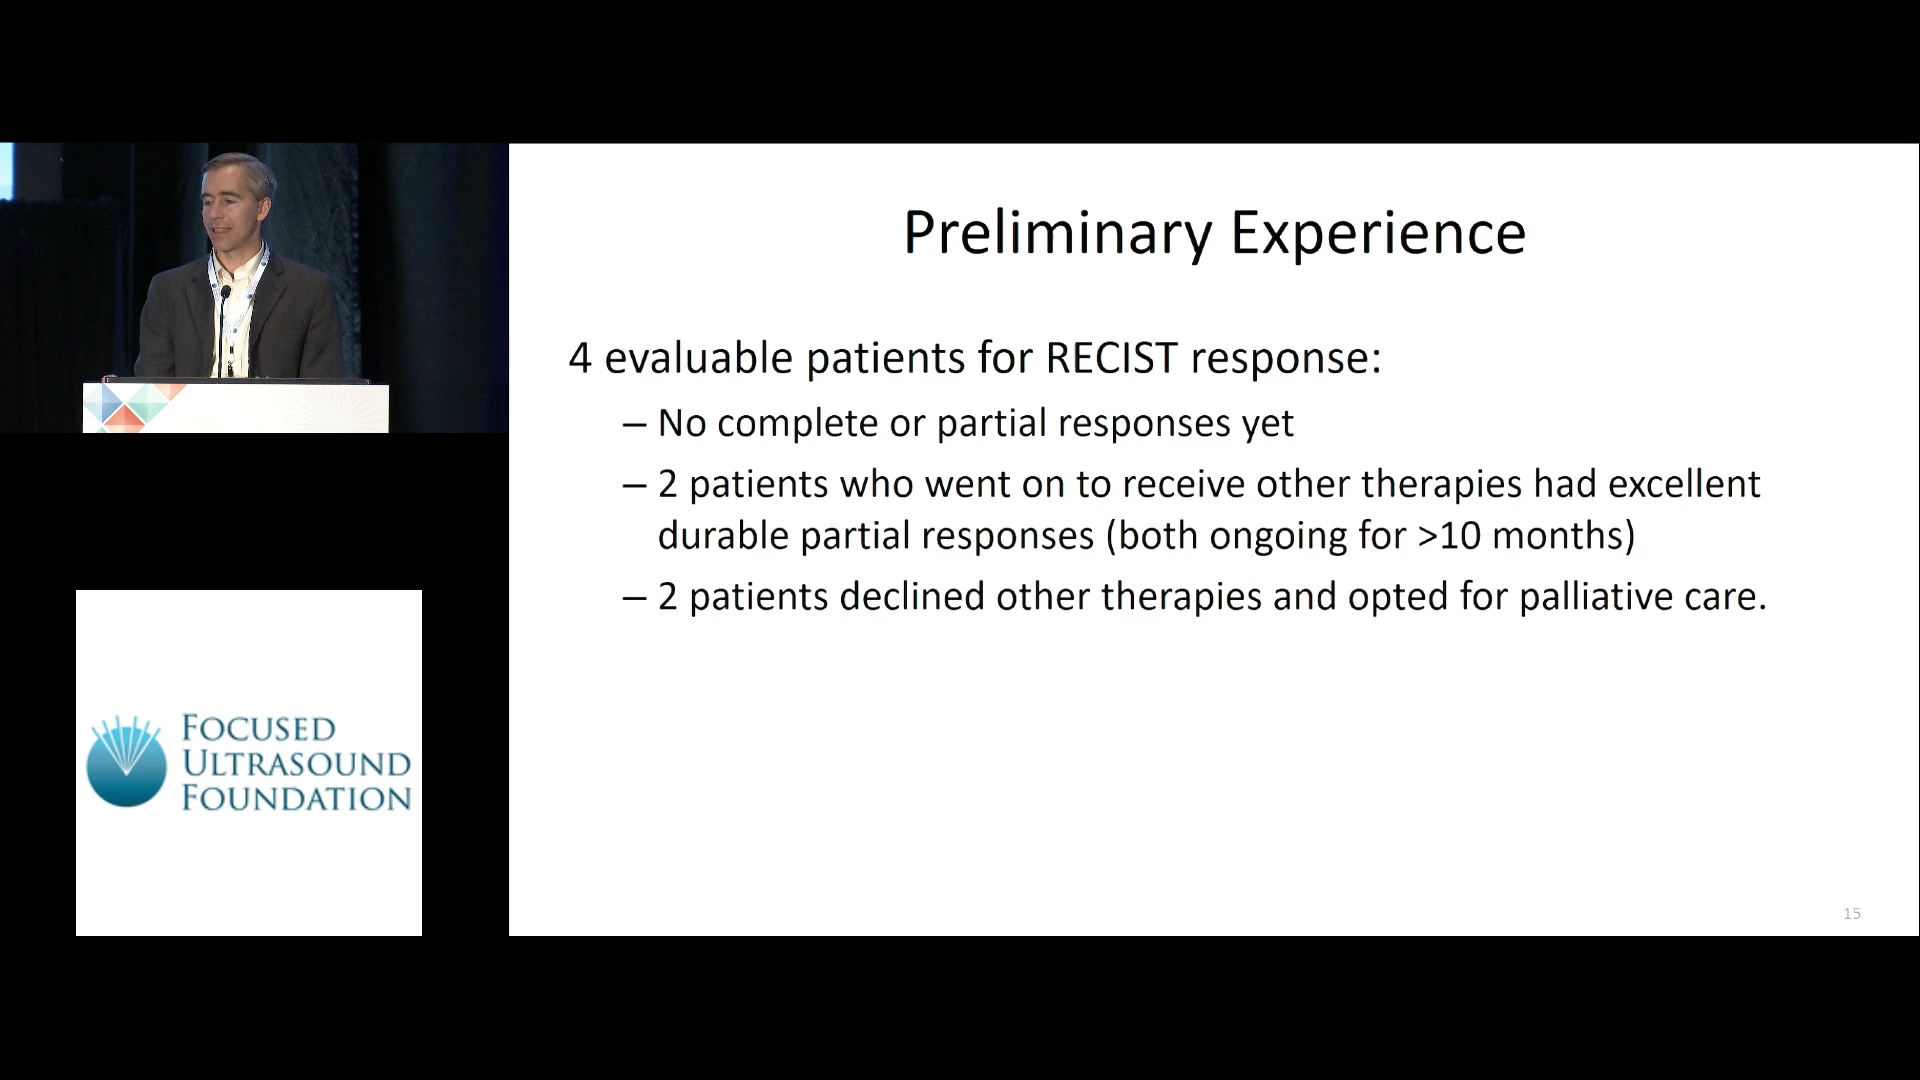 Preliminary Experience
4 evaluable patients for RECIST response:
– No complete or partial responses yet
– 2 patients who went on to receive other therapies had excellent
durable partial responses (both ongoing for >10 months)
– 2 patients declined other therapies and opted for palliative care.
15
FOCUSED
ULTRASOUND
FOUNDATION